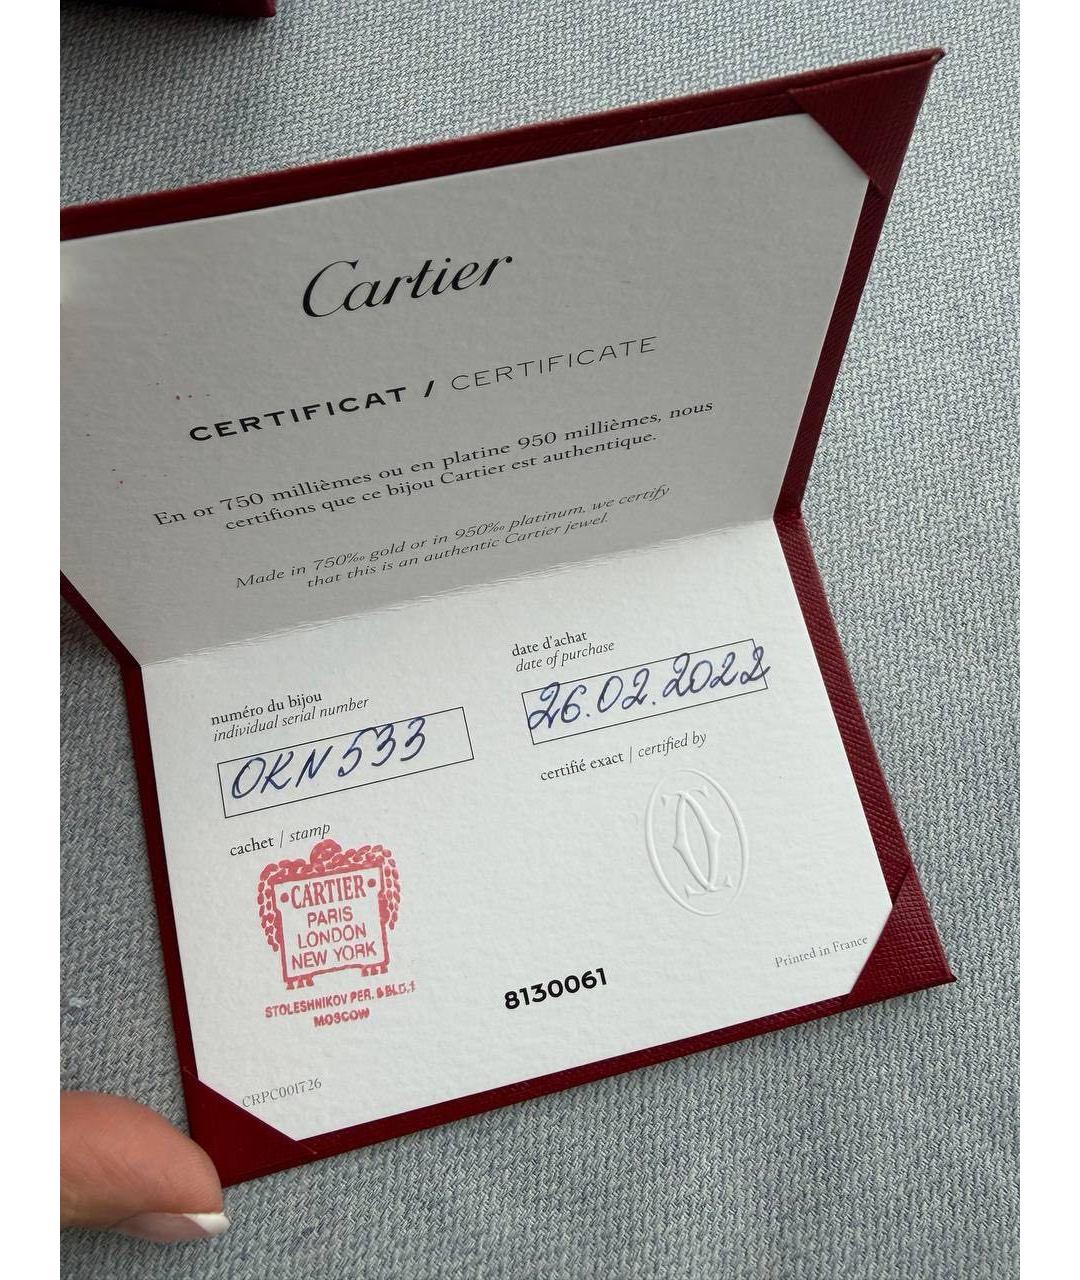 Cartier
CERTIFICAT / CERTIFICATE
En or 750 millièmes ou en platine 950 millièmes, nous
certifions que ce bijou Cartier est authentique.
Made in 750‰ gold or in 950‰ platinum, we certify
that this is an authentic Cartier jewel.
numéro du bijou
individual serial number
OKN533
date d'achat
date of purchase
26.02.2022
certifié exact | certified by
cachet | stamp
CARTIER
PARIS
LONDON
NEW YORK
STOLESHNIKOV PER. 5 BLD.1
MOSCOW
8130061
Printed in France
CRPC001726